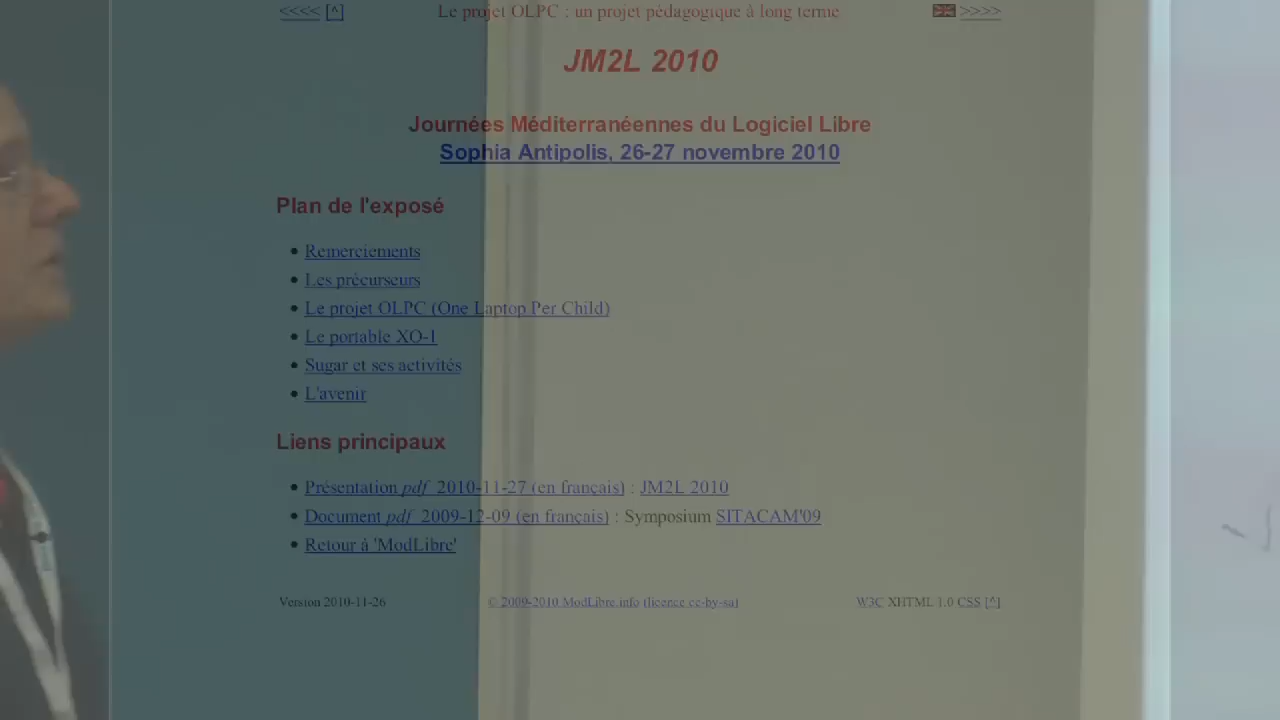 <<<< [^] Le projet OLPC : un projet pédagogique à long terme >>>>
JM2L 2010
Journées Méditerranéennes du Logiciel Libre
Sophia Antipolis, 26-27 novembre 2010
Plan de l'exposé
• Remerciements
• Les précurseurs
• Le projet OLPC (One Laptop Per Child)
• Le portable XO-1
• Sugar et ses activités
• L'avenir
Liens principaux
• Présentation pdf 2010-11-27 (en français) : JM2L 2010
• Document pdf 2009-12-09 (en français) : Symposium SITACAM'09
• Retour à 'ModLibre'
Version 2010-11-26 © 2009-2010 ModLibre.info (licence cc-by-sa) W3C XHTML 1.0 CSS [^]